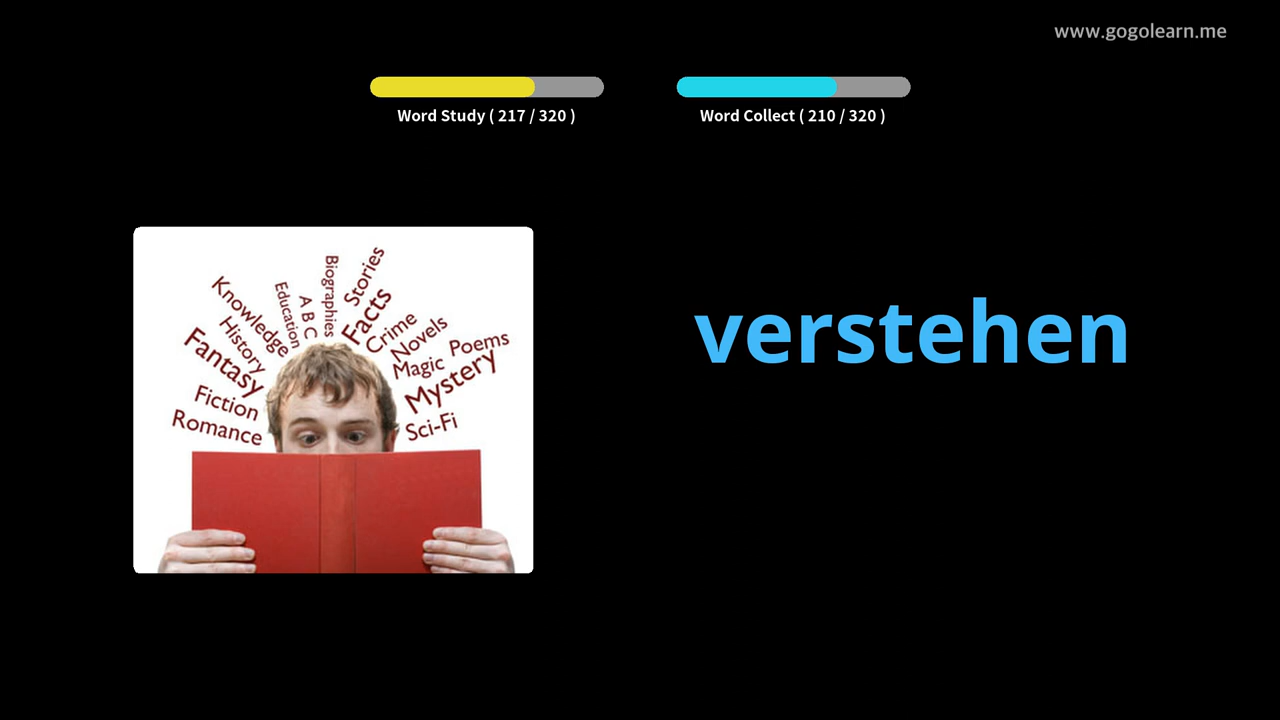 www.gogolearn.me
Word Study ( 217 / 320 )
Word Collect ( 210 / 320 )
verstehen
Romance
Fiction
Fantasy
History
Knowledge
Education
A B C
Biographies
Stories
Facts
Crime
Novels
Magic
Poems
Mystery
Sci-Fi